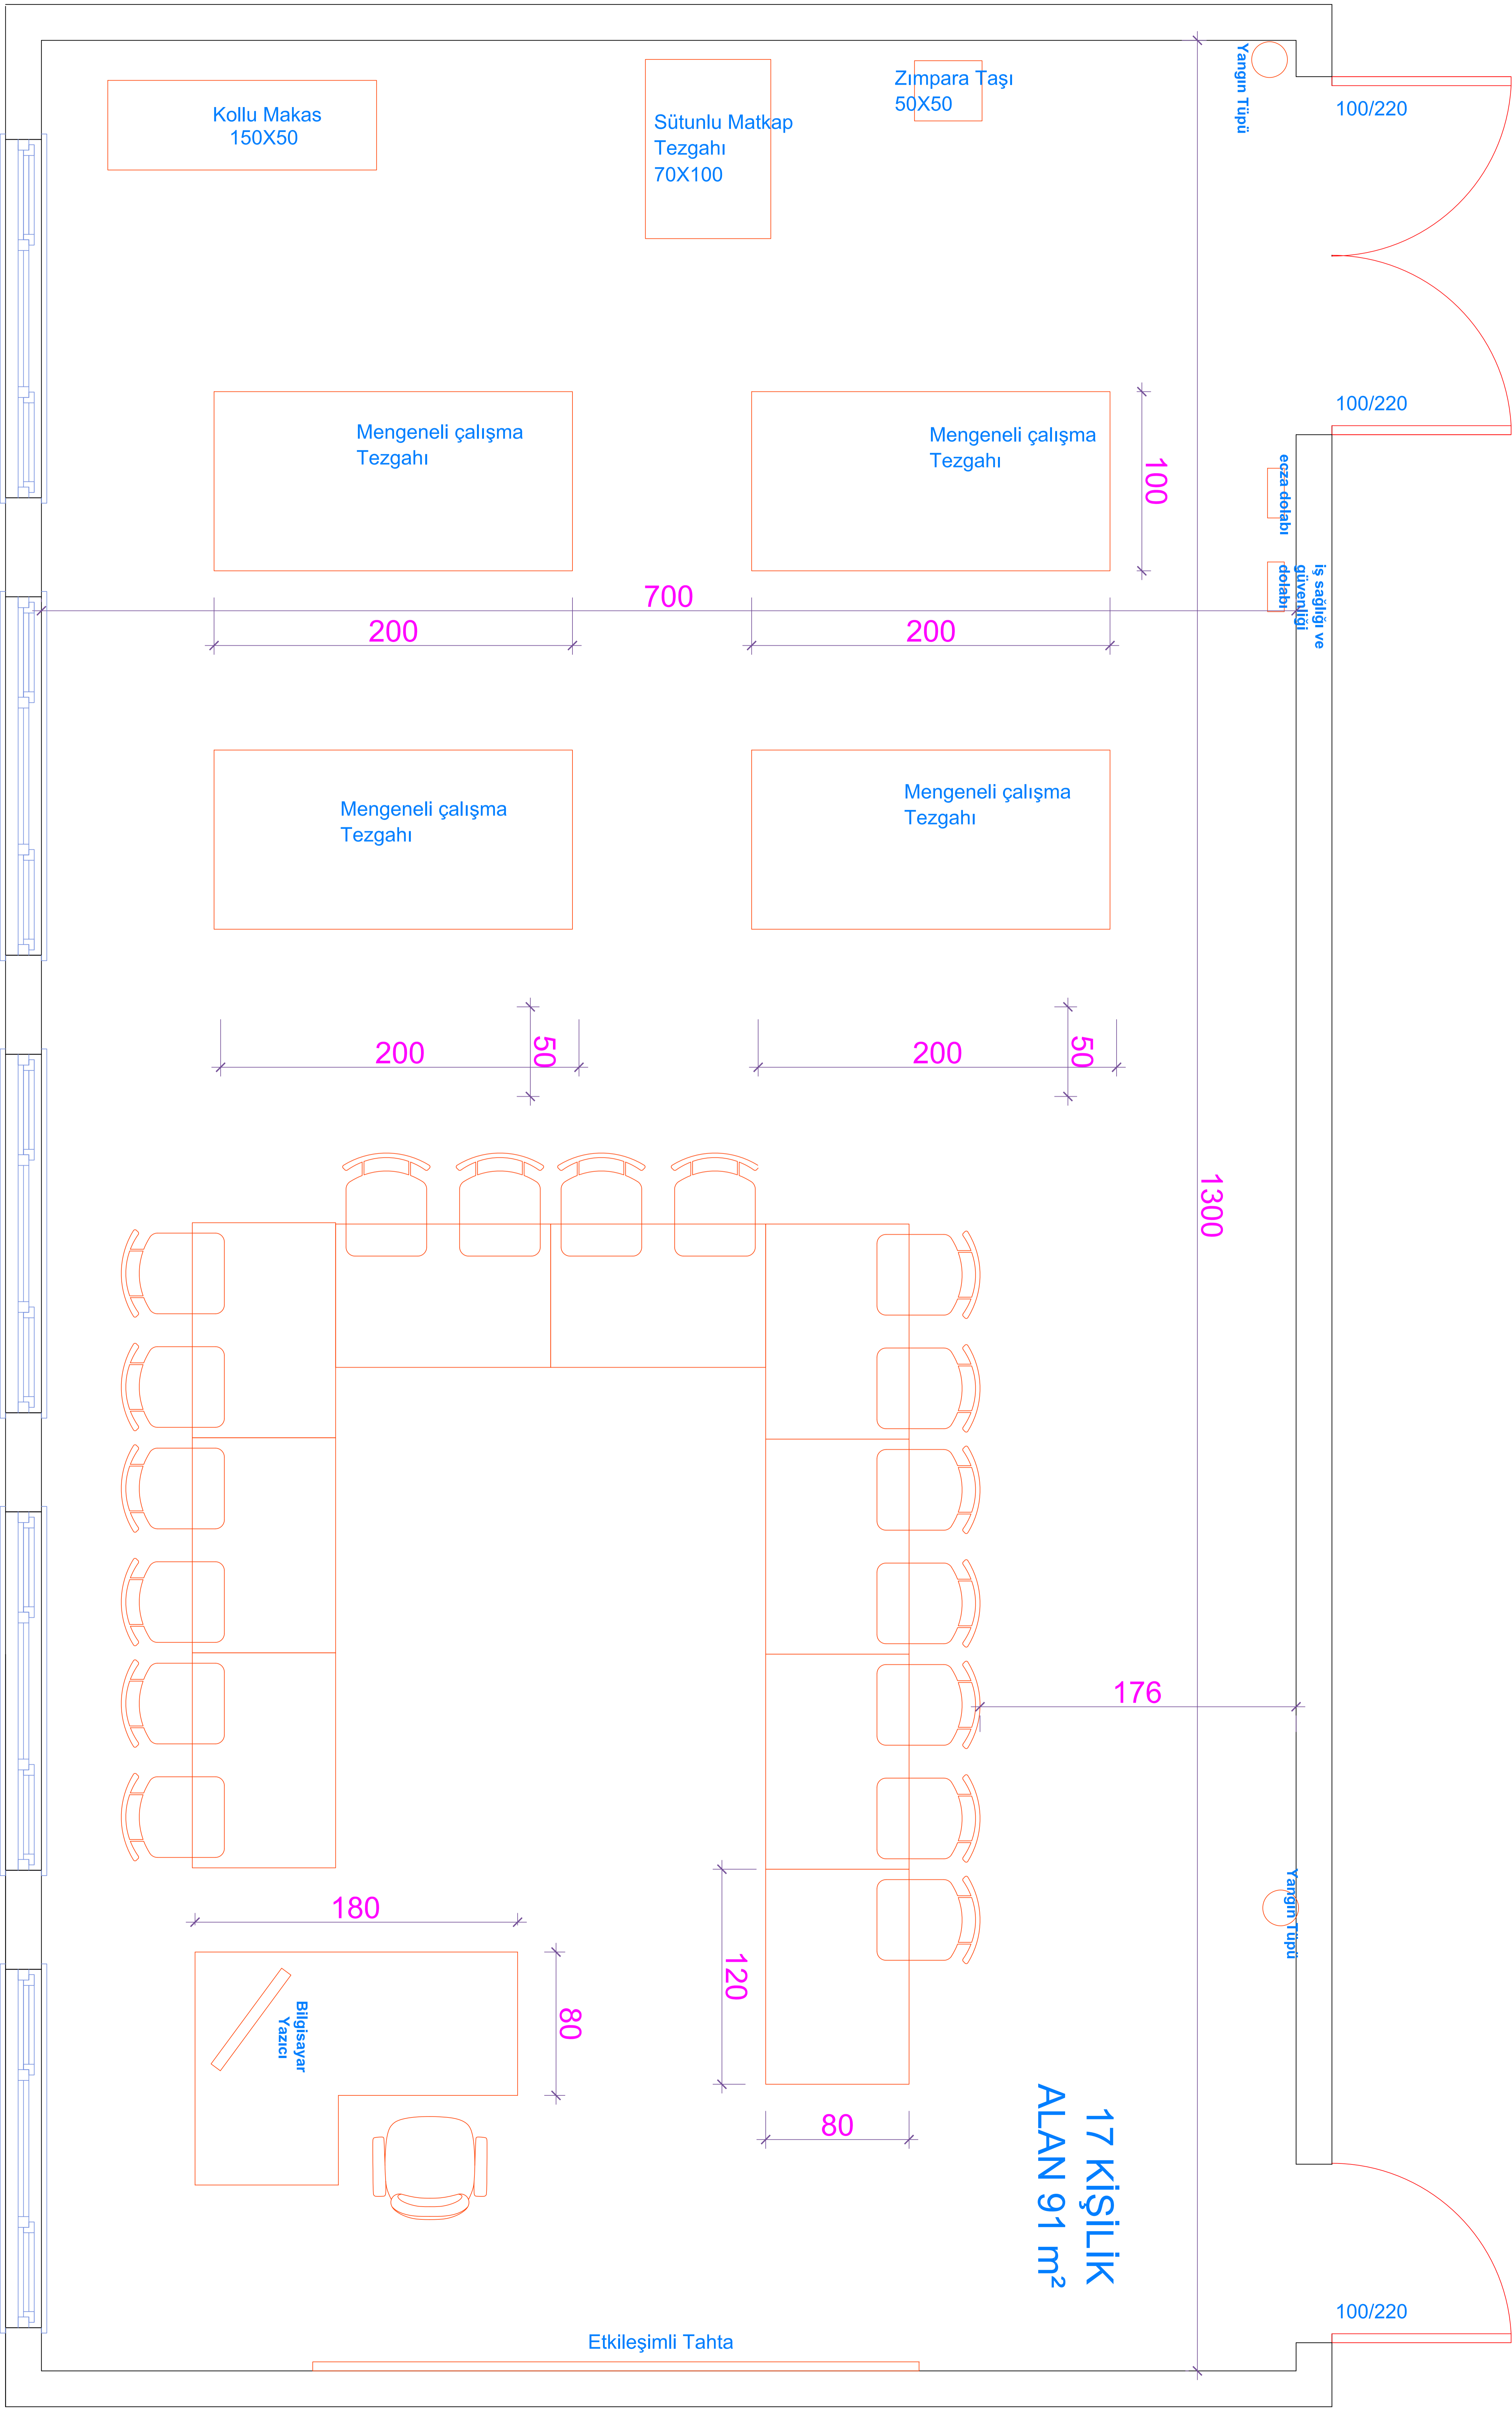 Kollu Makas
150X50
Sütunlu Matkap
Tezgahı
70X100
Zımpara Taşı
50X50
Yangın Tüpü
100/220
100/220
Mengeneli çalışma
Tezgahı
Mengeneli çalışma
Tezgahı
100
ecza dolabı
iş sağlığı ve
güvenliği
dolabı
700
200
200
Mengeneli çalışma
Tezgahı
Mengeneli çalışma
Tezgahı
200
50
200
50
1300
176
180
120
80
Yangın Tüpü
Bilgisayar
Yazıcı
80
17 KİŞİLİK
ALAN 91 m²
100/220
Etkileşimli Tahta